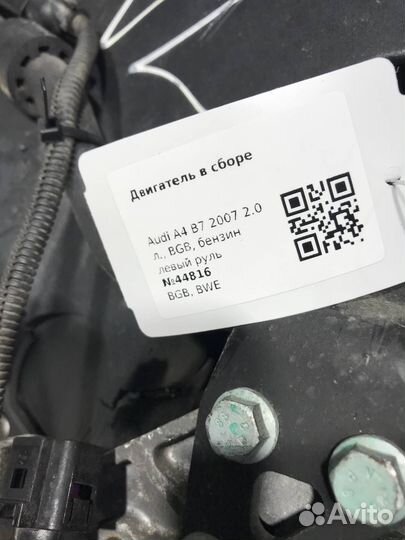 Двигатель в сборе
Audi A4 B7 2007 2.0
л., BGB, бензин
левый руль
№44816
BGB, BWE
Avito